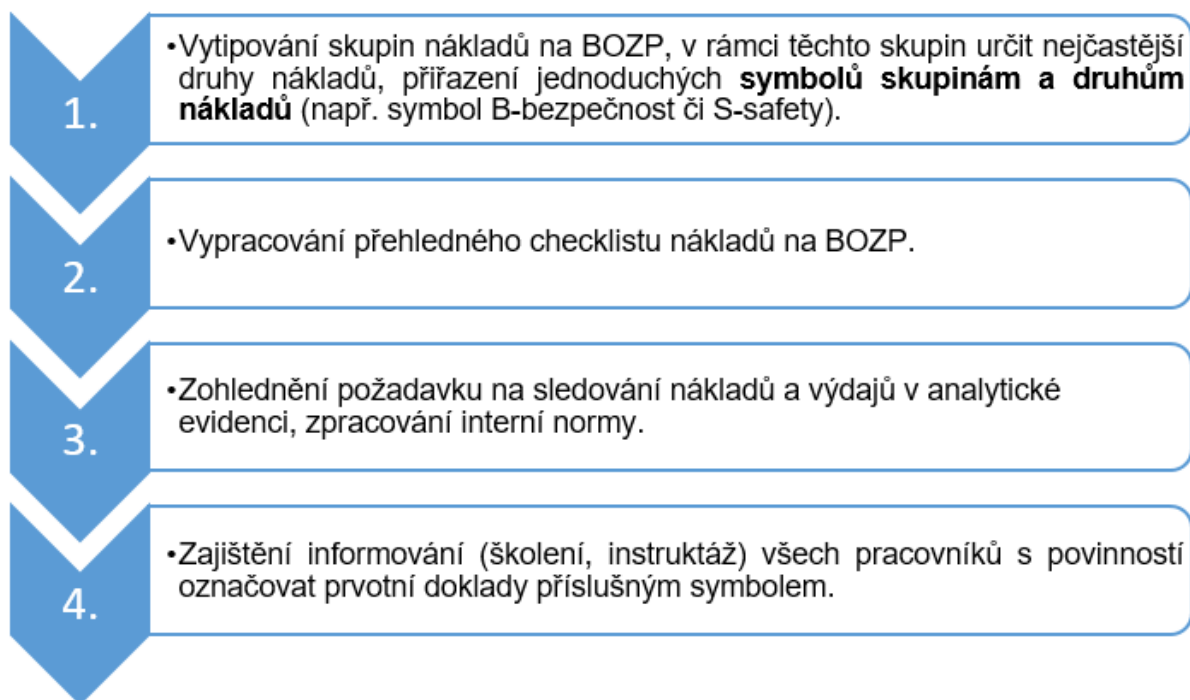 1.
•Vytipování skupin nákladů na BOZP, v rámci těchto skupin určit nejčastější
druhy nákladů, přiřazení jednoduchých symbolů skupinám a druhům
nákladů (např. symbol B-bezpečnost či S-safety).
2.
•Vypracování přehledného checklistu nákladů na BOZP.
3.
•Zohlednění požadavku na sledování nákladů a výdajů v analytické
evidenci, zpracování interní normy.
4.
•Zajištění informování (školení, instruktáž) všech pracovníků s povinností
označovat prvotní doklady příslušným symbolem.